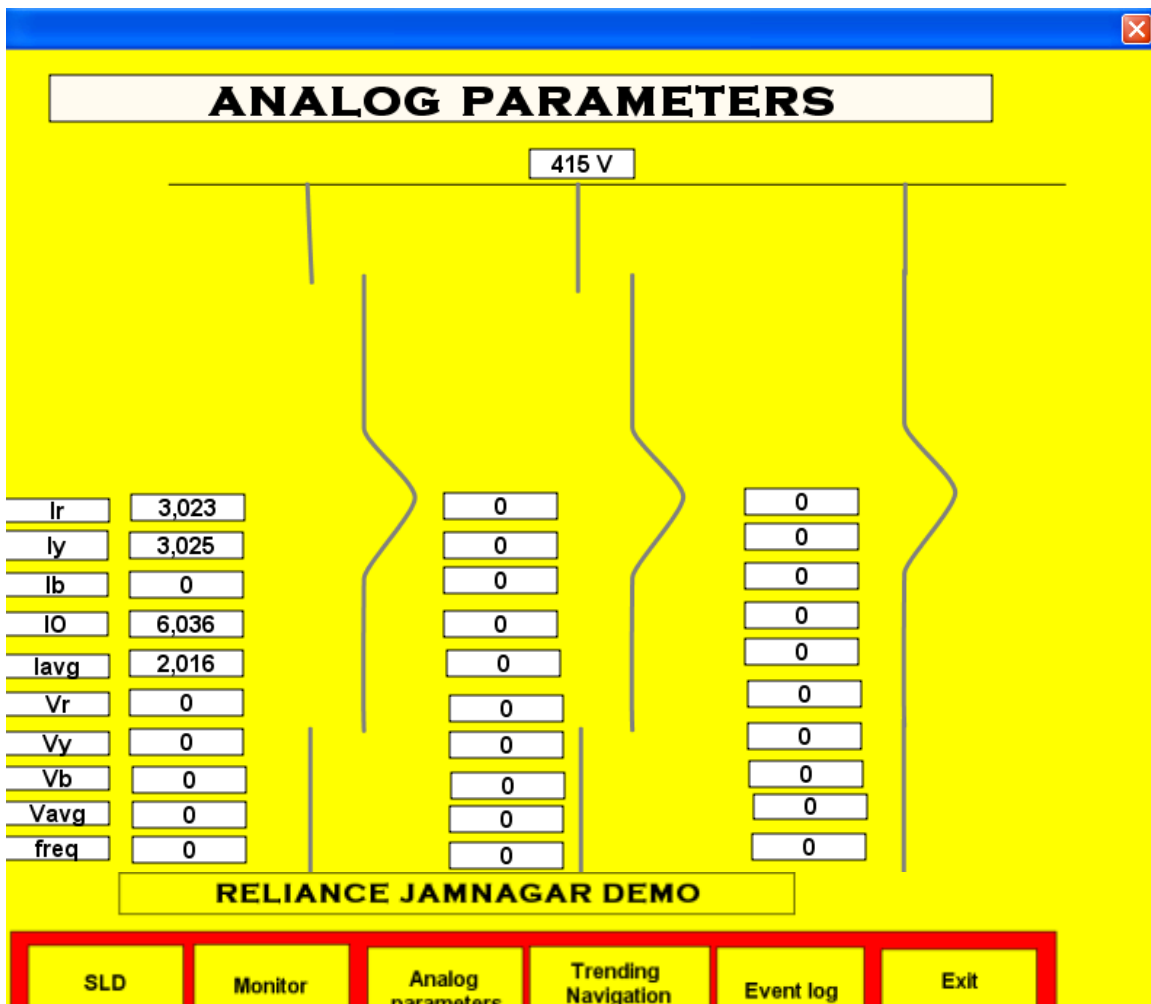 ANALOG PARAMETERS
415 V
Ir 3,023 0 0
Iy 3,025 0 0
Ib 0 0 0
IO 6,036 0 0
Iavg 2,016 0 0
Vr 0 0 0
Vy 0 0 0
Vb 0 0 0
Vavg 0 0 0
freq 0 0 0
RELIANCE JAMNAGAR DEMO
SLD Monitor Analog parameters Trending Navigation Event log Exit